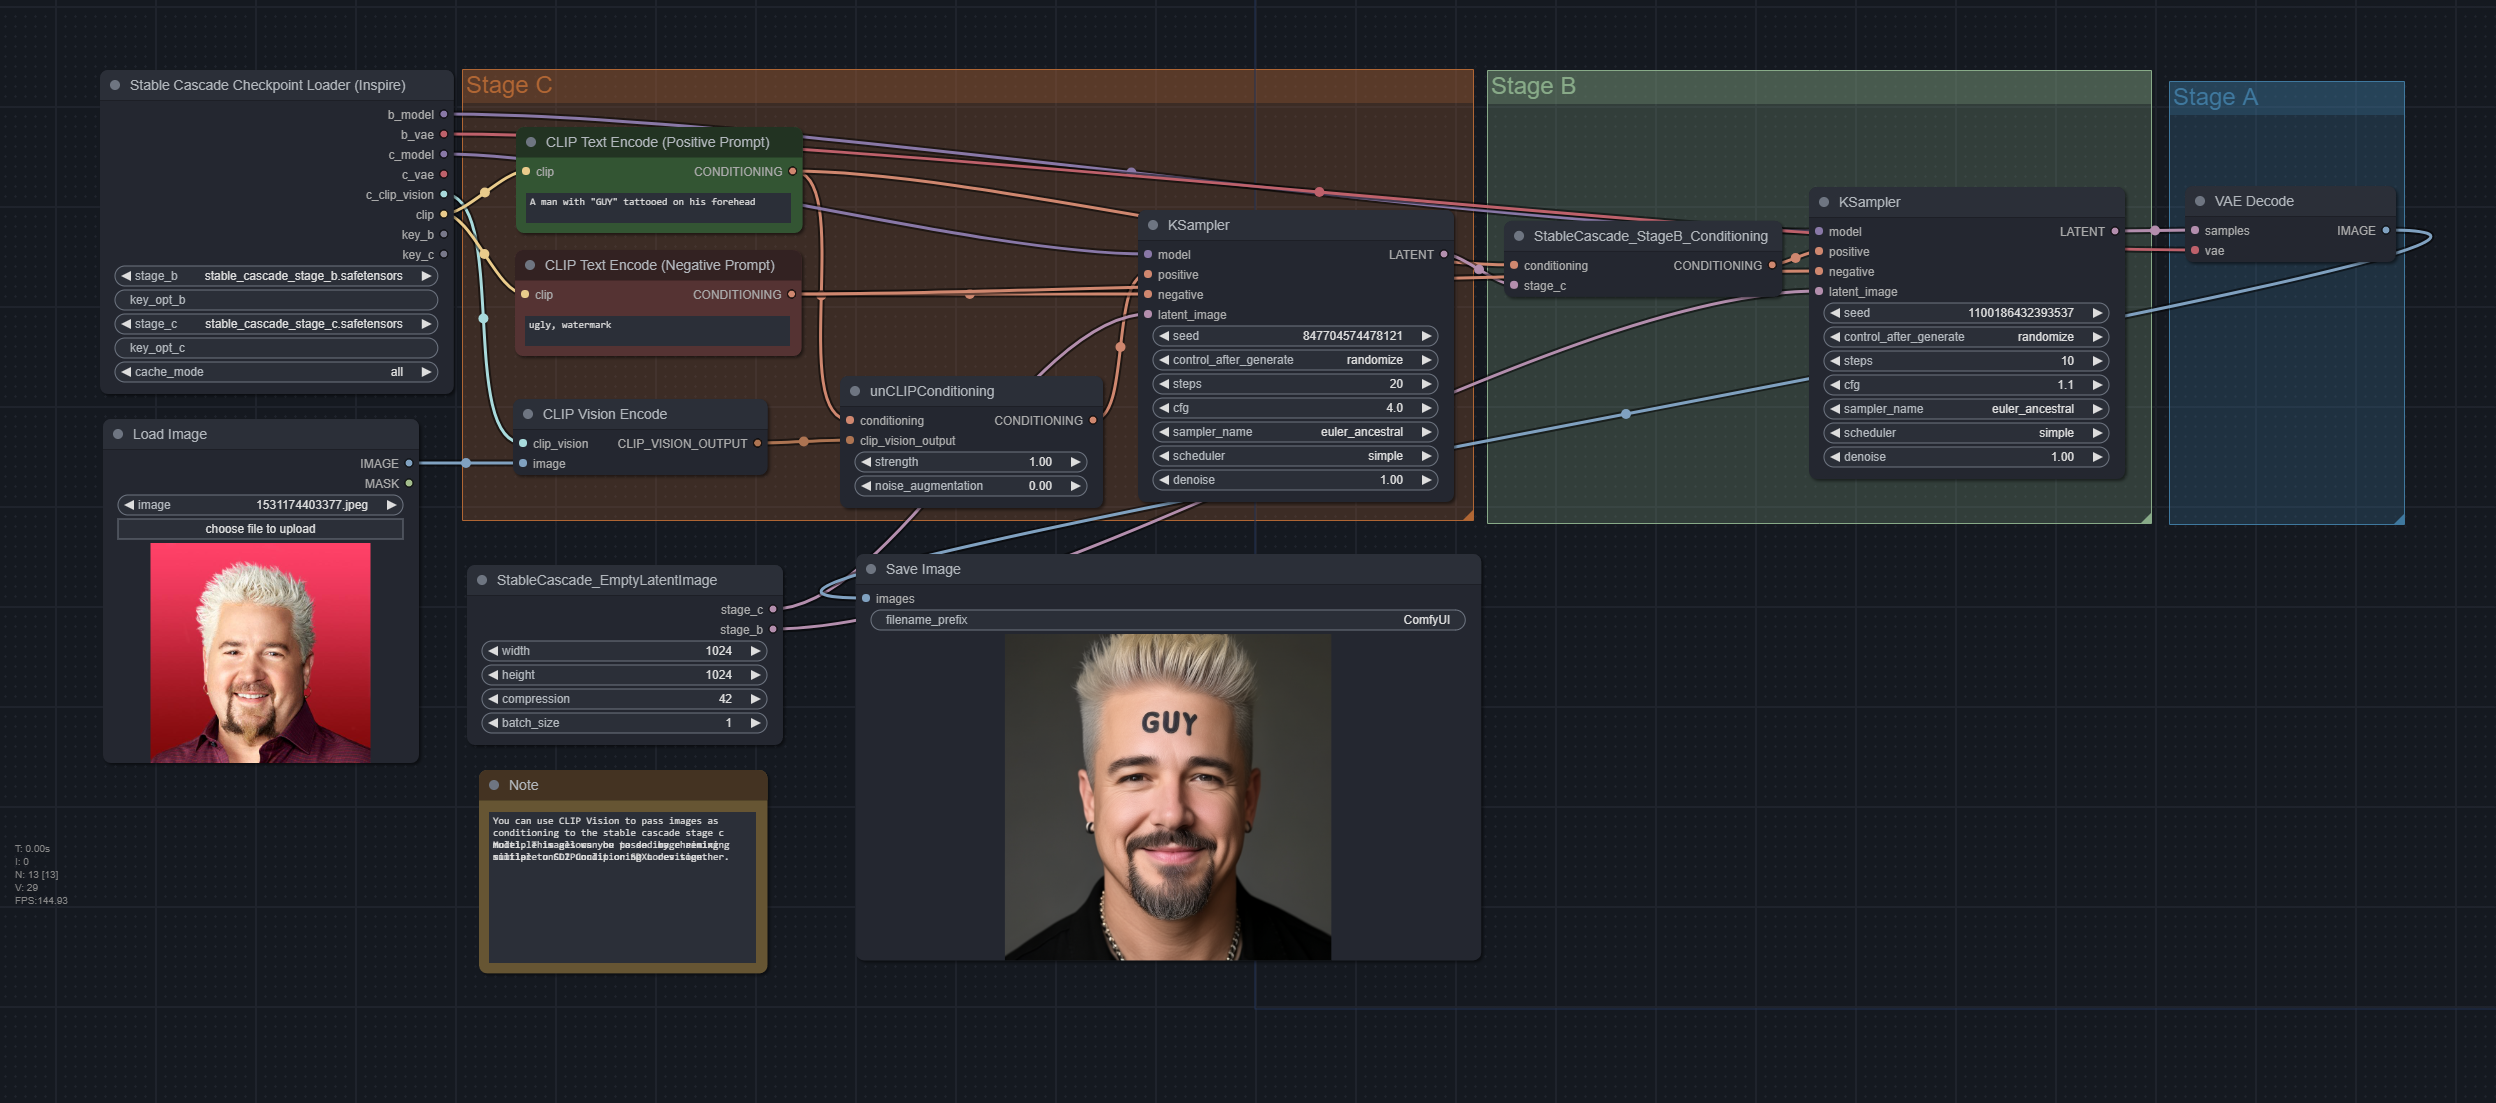 Stable Cascade Checkpoint Loader (Inspire)
b_model
b_vae
c_model
c_vae
c_clip_vision
clip
key_b
key_c
stage_b stable_cascade_stage_b.safetensors
key_opt_b
stage_c stable_cascade_stage_c.safetensors
key_opt_c
cache_mode all
Load Image
IMAGE
MASK
image 1531174403377.jpeg
choose file to upload
Stage C
CLIP Text Encode (Positive Prompt)
clip CONDITIONING
A man with "GUY" tattooed on his forehead
CLIP Text Encode (Negative Prompt)
clip CONDITIONING
ugly, watermark
CLIP Vision Encode
clip_vision CLIP_VISION_OUTPUT
image
unCLIPConditioning
conditioning CONDITIONING
clip_vision_output
strength 1.00
noise_augmentation 0.00
KSampler
model LATENT
positive
negative
latent_image
seed 847704574478121
control_after_generate randomize
steps 20
cfg 4.0
sampler_name euler_ancestral
scheduler simple
denoise 1.00
Stage B
StableCascade_StageB_Conditioning
conditioning CONDITIONING
stage_c
KSampler
model LATENT
positive
negative
latent_image
seed 1100186432393537
control_after_generate randomize
steps 10
cfg 1.1
sampler_name euler_ancestral
scheduler simple
denoise 1.00
Stage A
VAE Decode
samples IMAGE
vae
StableCascade_EmptyLatentImage
stage_c
stage_b
width 1024
height 1024
compression 42
batch_size 1
Save Image
images
filename_prefix ComfyUI
GUY
Note
You can use CLIP Vision to pass images as
conditioning to the stable cascade stage c
T: 0.00s
I: 0
N: 13 [13]
V: 29
FPS:144.93